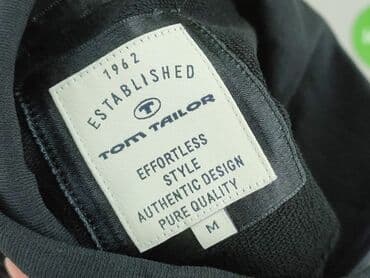 1962
ESTABLISHED
T
TOM TAILOR
EFFORTLESS
STYLE
AUTHENTIC DESIGN
PURE QUALITY
M